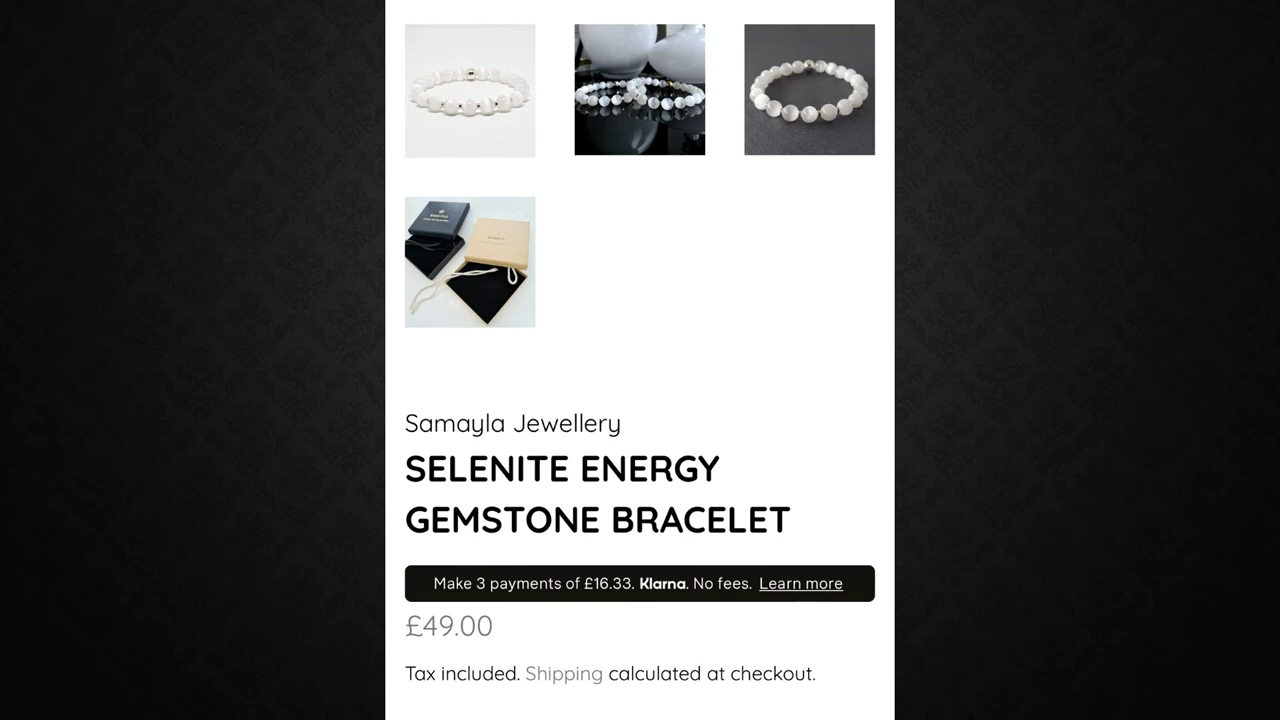 Samayla Jewellery
SELENITE ENERGY
GEMSTONE BRACELET
Make 3 payments of £16.33. Klarna. No fees. Learn more
£49.00
Tax included. Shipping calculated at checkout.